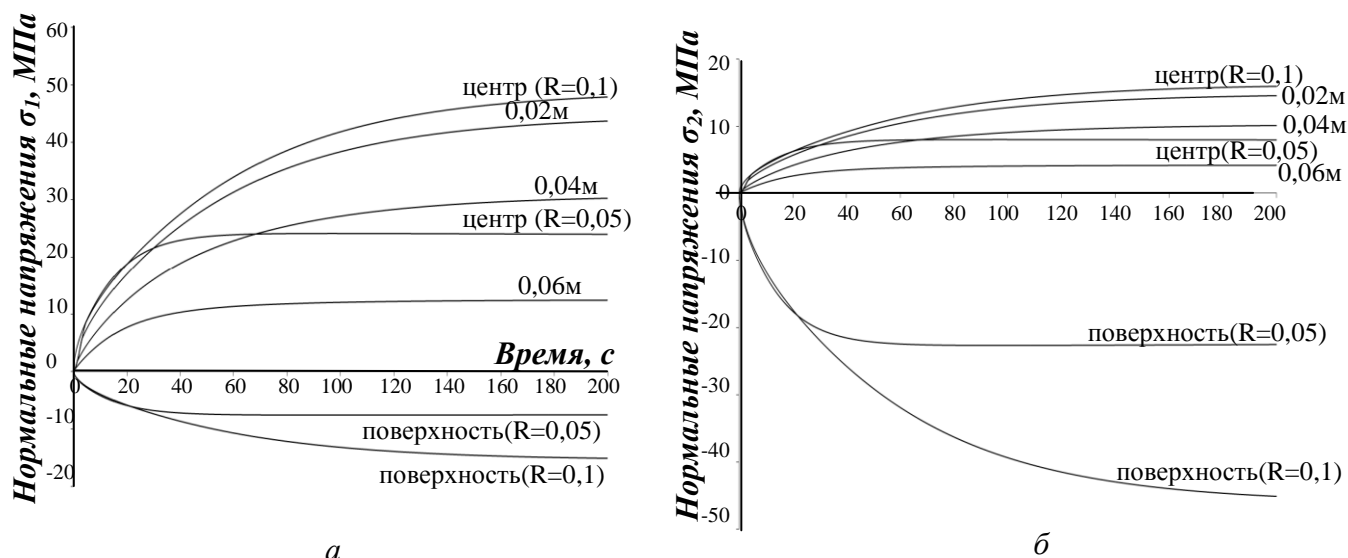 Нормальные напряжения σ1, МПа
60
50
40
30
20
10
0
-10
-20
центр (R=0,1)
0,02м
0,04м
центр (R=0,05)
0,06м
Время, с
0 20 40 60 80 100 120 140 160 180 200
поверхность(R=0,05)
поверхность(R=0,1)
а
Нормальные напряжения σ2, МПа
20
10
0
-10
-20
-30
-40
-50
центр(R=0,1)
0,02м
0,04м
центр(R=0,05)
0,06м
0 20 40 60 80 100 120 140 160 180 200
поверхность(R=0,05)
поверхность(R=0,1)
б